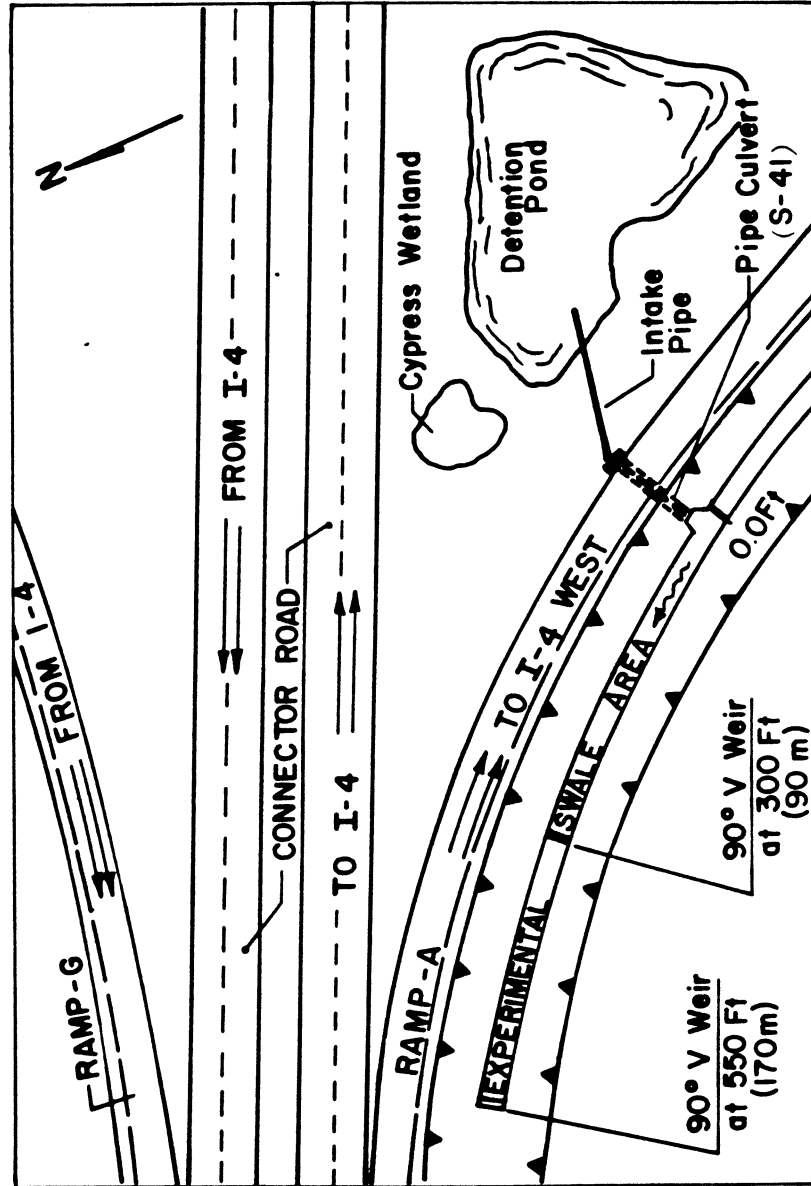 N
RAMP-G
FROM I-4
FROM I-4
CONNECTOR ROAD
TO I-4
Cypress Wetland
Detention
Pond
Intake
Pipe
Pipe Culvert
(S-41)
RAMP-A
TO I-4 WEST
EXPERIMENTAL SWALE AREA
0.0Ft
90° V Weir
at 300 Ft
(90 m)
90° V Weir
at 550 Ft
(170m)